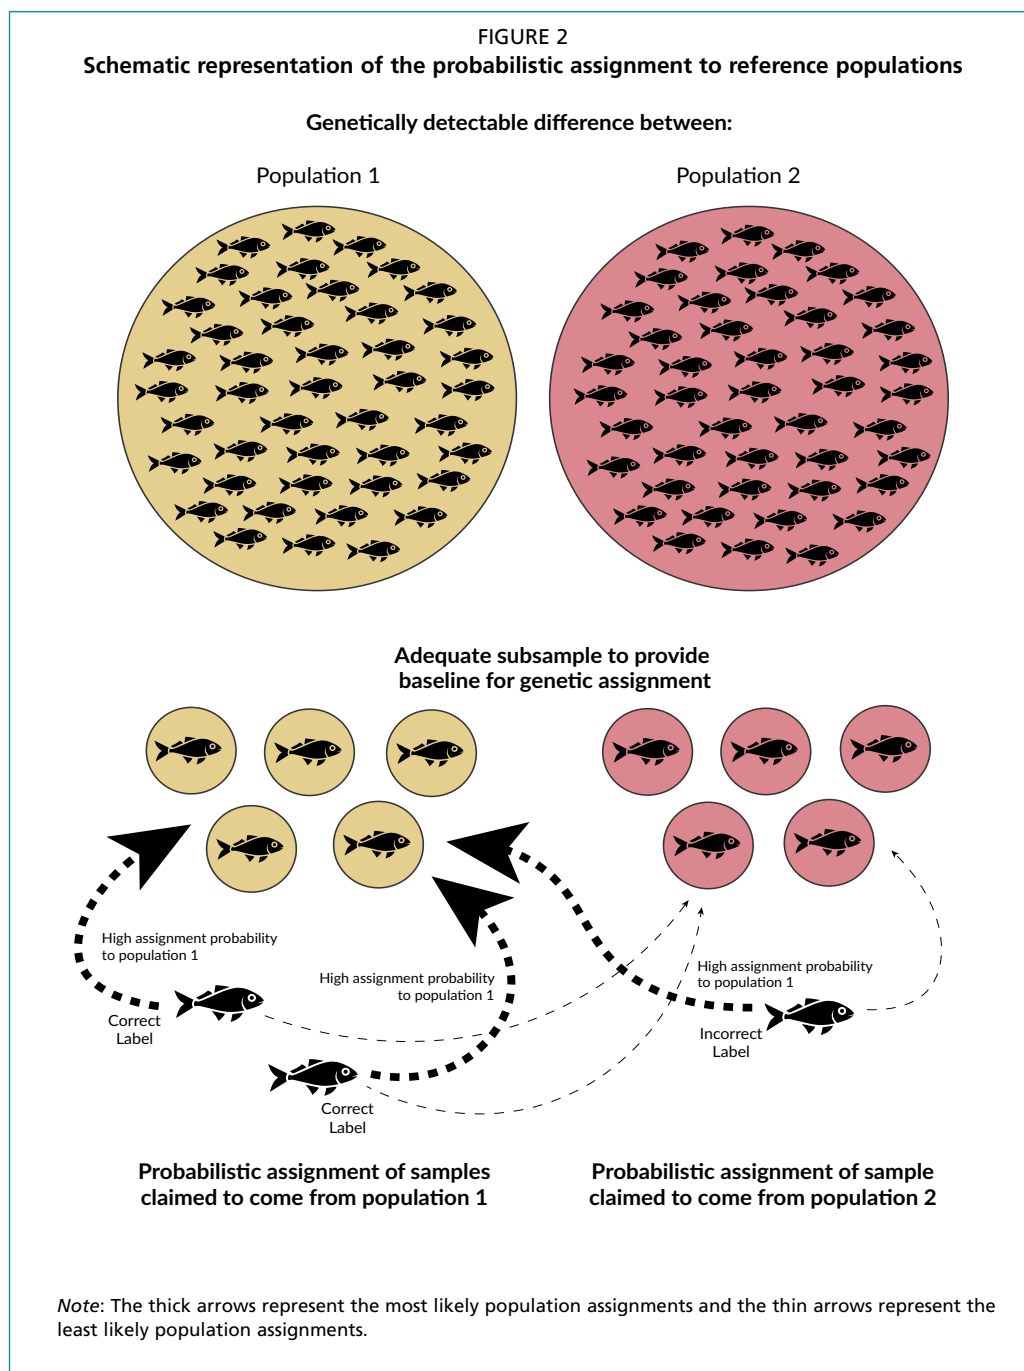 FIGURE 2
Schematic representation of the probabilistic assignment to reference populations
Genetically detectable difference between:
Population 1
Population 2
Adequate subsample to provide
baseline for genetic assignment
High assignment probability
to population 1
Correct
Label
High assignment probability
to population 1
Correct
Label
High assignment probability
to population 1
Incorrect
Label
Probabilistic assignment of samples
claimed to come from population 1
Probabilistic assignment of sample
claimed to come from population 2
Note: The thick arrows represent the most likely population assignments and the thin arrows represent the
least likely population assignments.